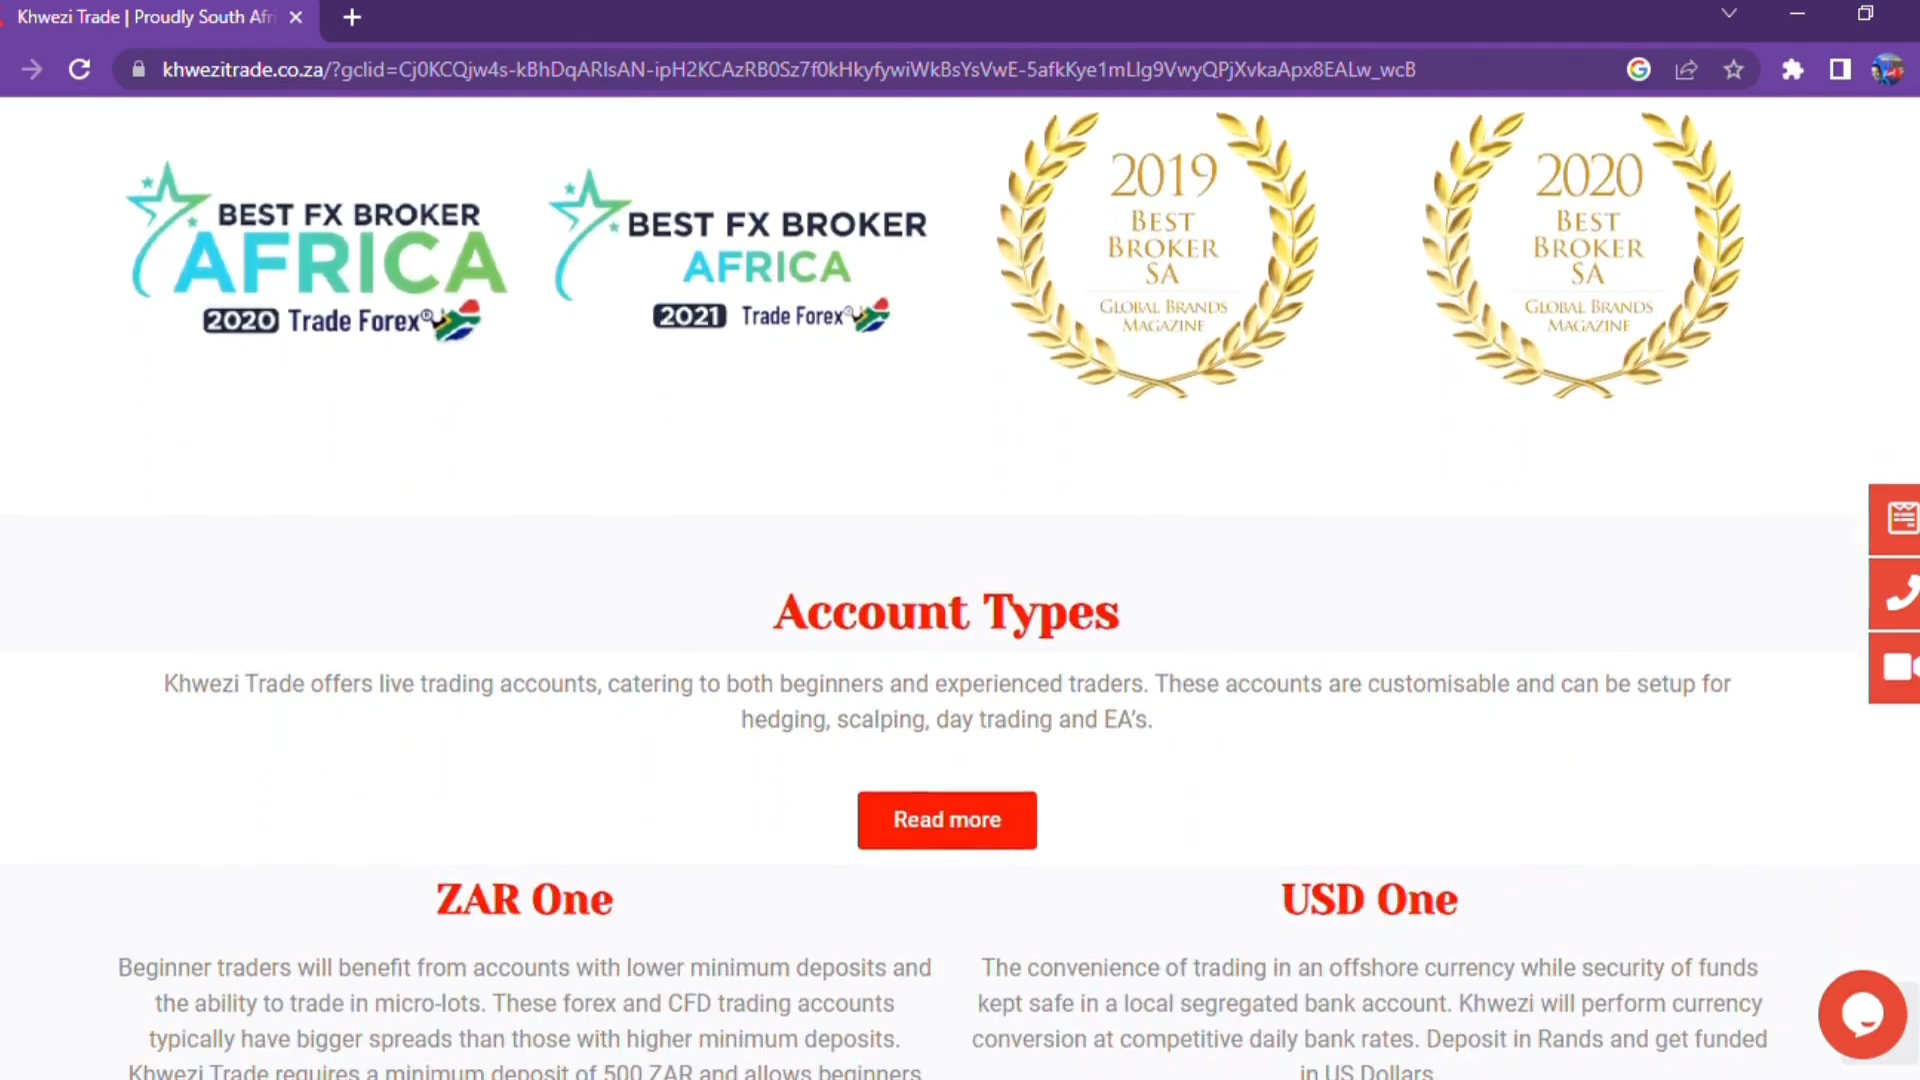 Khwezi Trade | Proudly South Afri
khwezitrade.co.za/?gclid=Cj0KCQjw4s-kBhDqARIsAN-ipH2KCAzRB0Sz7f0kHkyfywiWkBsYsVwE-5afkKye1mLIg9VwyQPjXvkaApx8EALw_wcB
BEST FX BROKER
AFRICA
2020 Trade Forex®
BEST FX BROKER
AFRICA
2021 Trade Forex®
2019
BEST
BROKER
SA
GLOBAL BRANDS
MAGAZINE
2020
BEST
BROKER
SA
GLOBAL BRANDS
MAGAZINE
Account Types
Khwezi Trade offers live trading accounts, catering to both beginners and experienced traders. These accounts are customisable and can be setup for
hedging, scalping, day trading and EA’s.
Read more
ZAR One
Beginner traders will benefit from accounts with lower minimum deposits and
the ability to trade in micro-lots. These forex and CFD trading accounts
typically have bigger spreads than those with higher minimum deposits.
Khwezi Trade requires a minimum deposit of 500 ZAR and allows beginners
USD One
The convenience of trading in an offshore currency while security of funds
kept safe in a local segregated bank account. Khwezi will perform currency
conversion at competitive daily bank rates. Deposit in Rands and get funded
in US Dollars